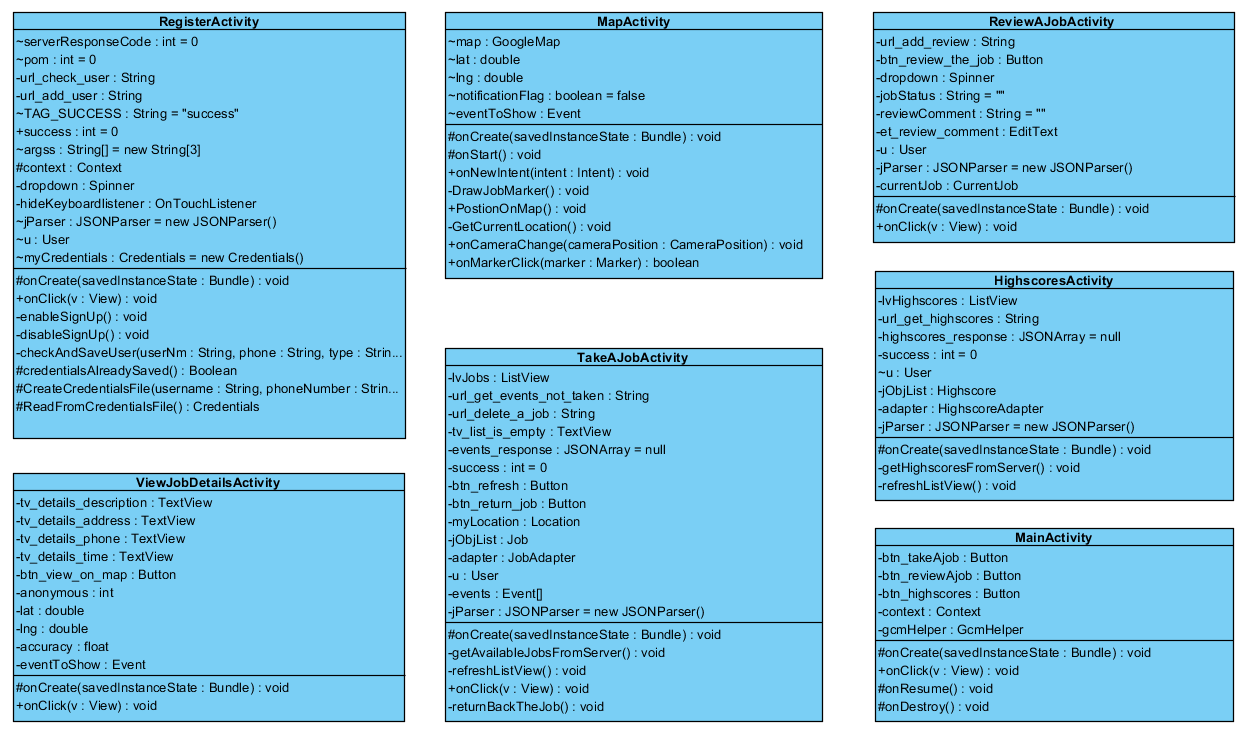 RegisterActivity
~serverResponseCode : int = 0
~pom : int = 0
-url_check_user : String
-url_add_user : String
~TAG_SUCCESS : String = "success"
+success : int = 0
~argss : String[] = new String[3]
#context : Context
-dropdown : Spinner
-hideKeyboardlistener : OnTouchListener
~jParser : JSONParser = new JSONParser()
~u : User
~myCredentials : Credentials = new Credentials()
#onCreate(savedInstanceState : Bundle) : void
+onClick(v : View) : void
-enableSignUp() : void
-disableSignUp() : void
-checkAndSaveUser(userNm : String, phone : String, type : Strin...
#credentialsAlreadySaved() : Boolean
#CreateCredentialsFile(username : String, phoneNumber : Strin...
#ReadFromCredentialsFile() : Credentials
ViewJobDetailsActivity
-tv_details_description : TextView
-tv_details_address : TextView
-tv_details_phone : TextView
-tv_details_time : TextView
-btn_view_on_map : Button
-anonymous : int
-lat : double
-lng : double
-accuracy : float
-eventToShow : Event
#onCreate(savedInstanceState : Bundle) : void
+onClick(v : View) : void
MapActivity
~map : GoogleMap
~lat : double
~lng : double
~notificationFlag : boolean = false
~eventToShow : Event
#onCreate(savedInstanceState : Bundle) : void
#onStart() : void
+onNewIntent(intent : Intent) : void
-DrawJobMarker() : void
+PostionOnMap() : void
-GetCurrentLocation() : void
+onCameraChange(cameraPosition : CameraPosition) : void
+onMarkerClick(marker : Marker) : boolean
TakeAJobActivity
-lvJobs : ListView
-url_get_events_not_taken : String
-url_delete_a_job : String
-tv_list_is_empty : TextView
-events_response : JSONArray = null
-success : int = 0
-btn_refresh : Button
-btn_return_job : Button
-myLocation : Location
-jObjList : Job
-adapter : JobAdapter
-u : User
-events : Event[]
-jParser : JSONParser = new JSONParser()
#onCreate(savedInstanceState : Bundle) : void
-getAvailableJobsFromServer() : void
-refreshListView() : void
+onClick(v : View) : void
-returnBackTheJob() : void
ReviewAJobActivity
-url_add_review : String
-btn_review_the_job : Button
-dropdown : Spinner
-jobStatus : String = ""
-reviewComment : String = ""
-et_review_comment : EditText
-u : User
-jParser : JSONParser = new JSONParser()
-currentJob : CurrentJob
#onCreate(savedInstanceState : Bundle) : void
+onClick(v : View) : void
HighscoresActivity
-lvHighscores : ListView
-url_get_highscores : String
-highscores_response : JSONArray = null
-success : int = 0
~u : User
-jObjList : Highscore
-adapter : HighscoreAdapter
-jParser : JSONParser = new JSONParser()
#onCreate(savedInstanceState : Bundle) : void
-getHighscoresFromServer() : void
-refreshListView() : void
MainActivity
-btn_takeAjob : Button
-btn_reviewAjob : Button
-btn_highscores : Button
-context : Context
-gcmHelper : GcmHelper
#onCreate(savedInstanceState : Bundle) : void
+onClick(v : View) : void
#onResume() : void
#onDestroy() : void